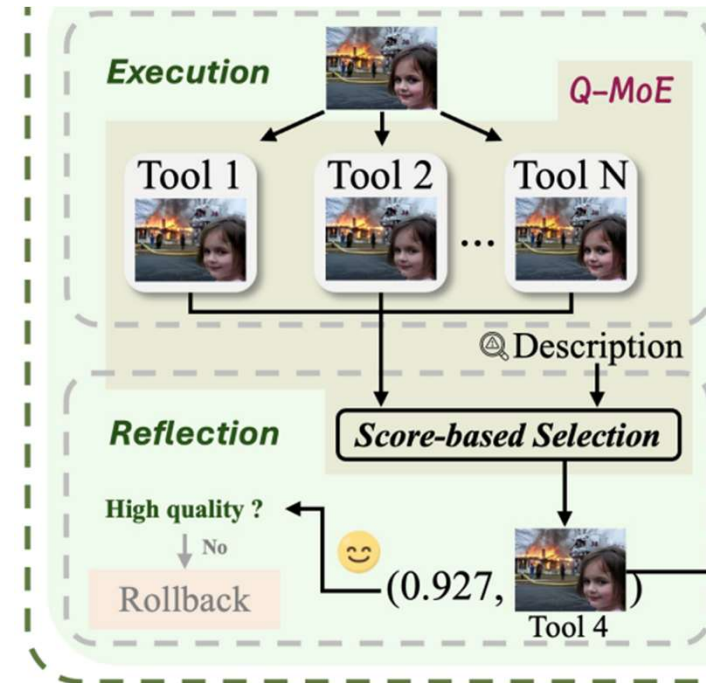 Execution
Q-MoE
Tool 1
Tool 2
Tool N
...
Description
Reflection
Score-based Selection
High quality ?
No
Rollback
(0.927, )
Tool 4